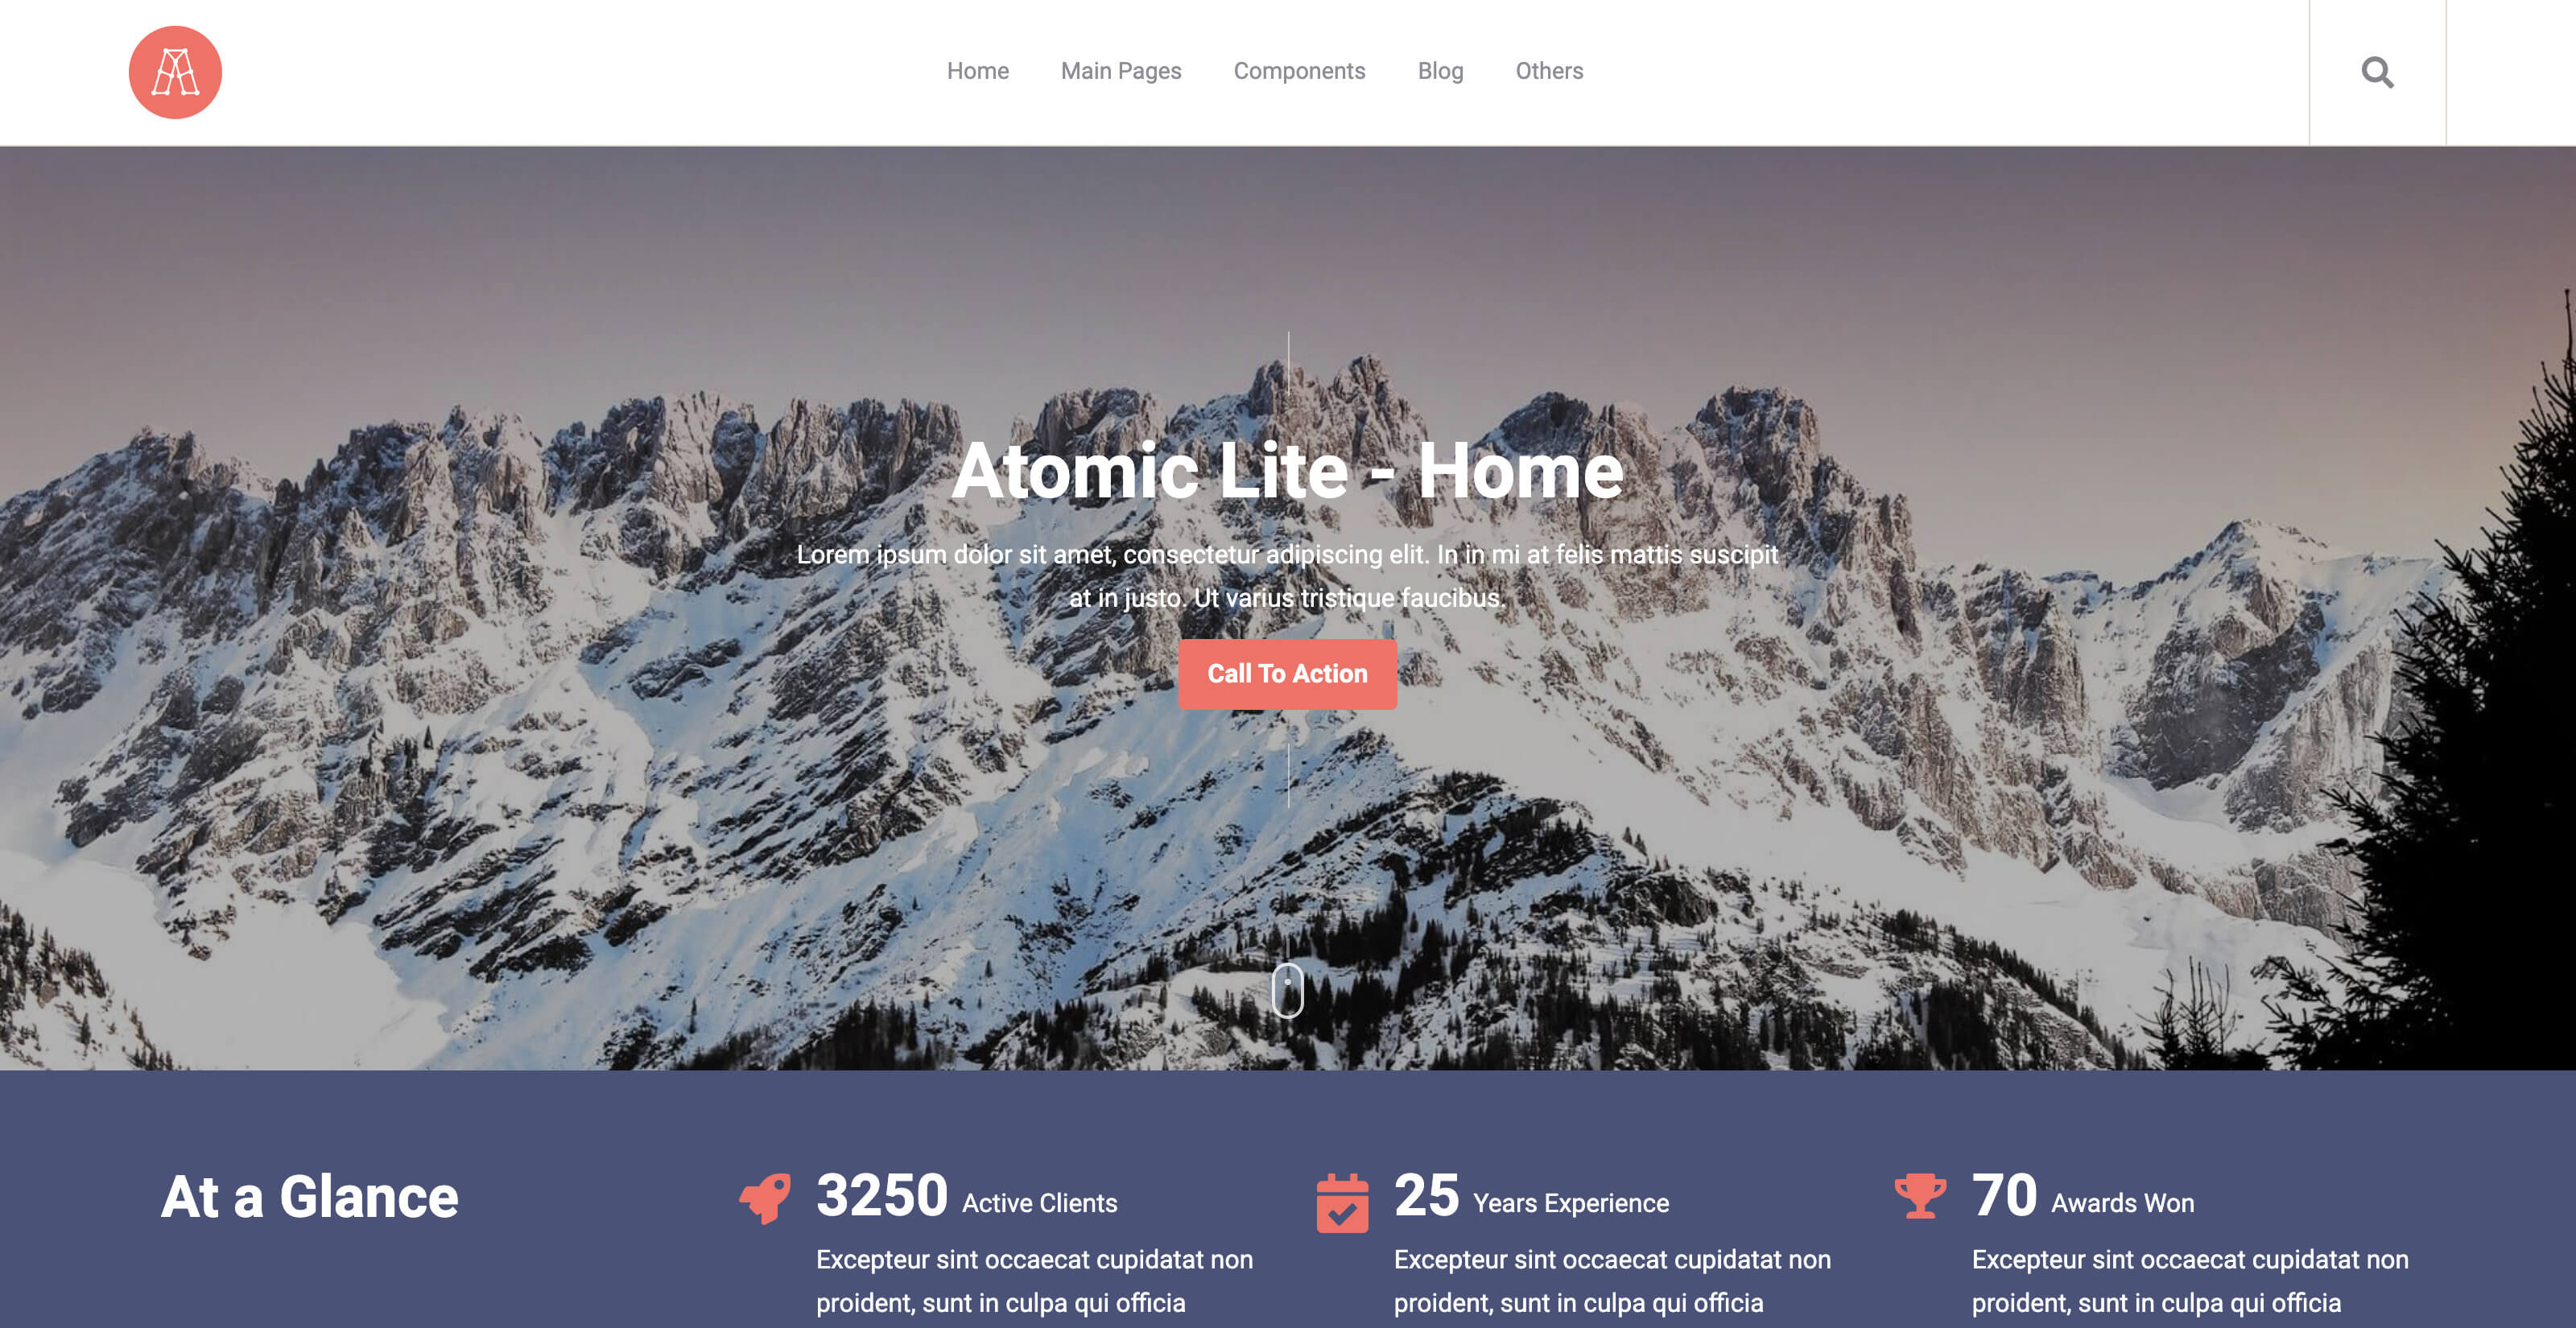 Home
Main Pages
Components
Blog
Others
Atomic Lite - Home
Lorem ipsum dolor sit amet, consectetur adipiscing elit. In in mi at felis mattis suscipit
at in justo. Ut varius tristique faucibus.
Call To Action
At a Glance
3250 Active Clients
Excepteur sint occaecat cupidatat non
proident, sunt in culpa qui officia
25 Years Experience
Excepteur sint occaecat cupidatat non
proident, sunt in culpa qui officia
70 Awards Won
Excepteur sint occaecat cupidatat non
proident, sunt in culpa qui officia